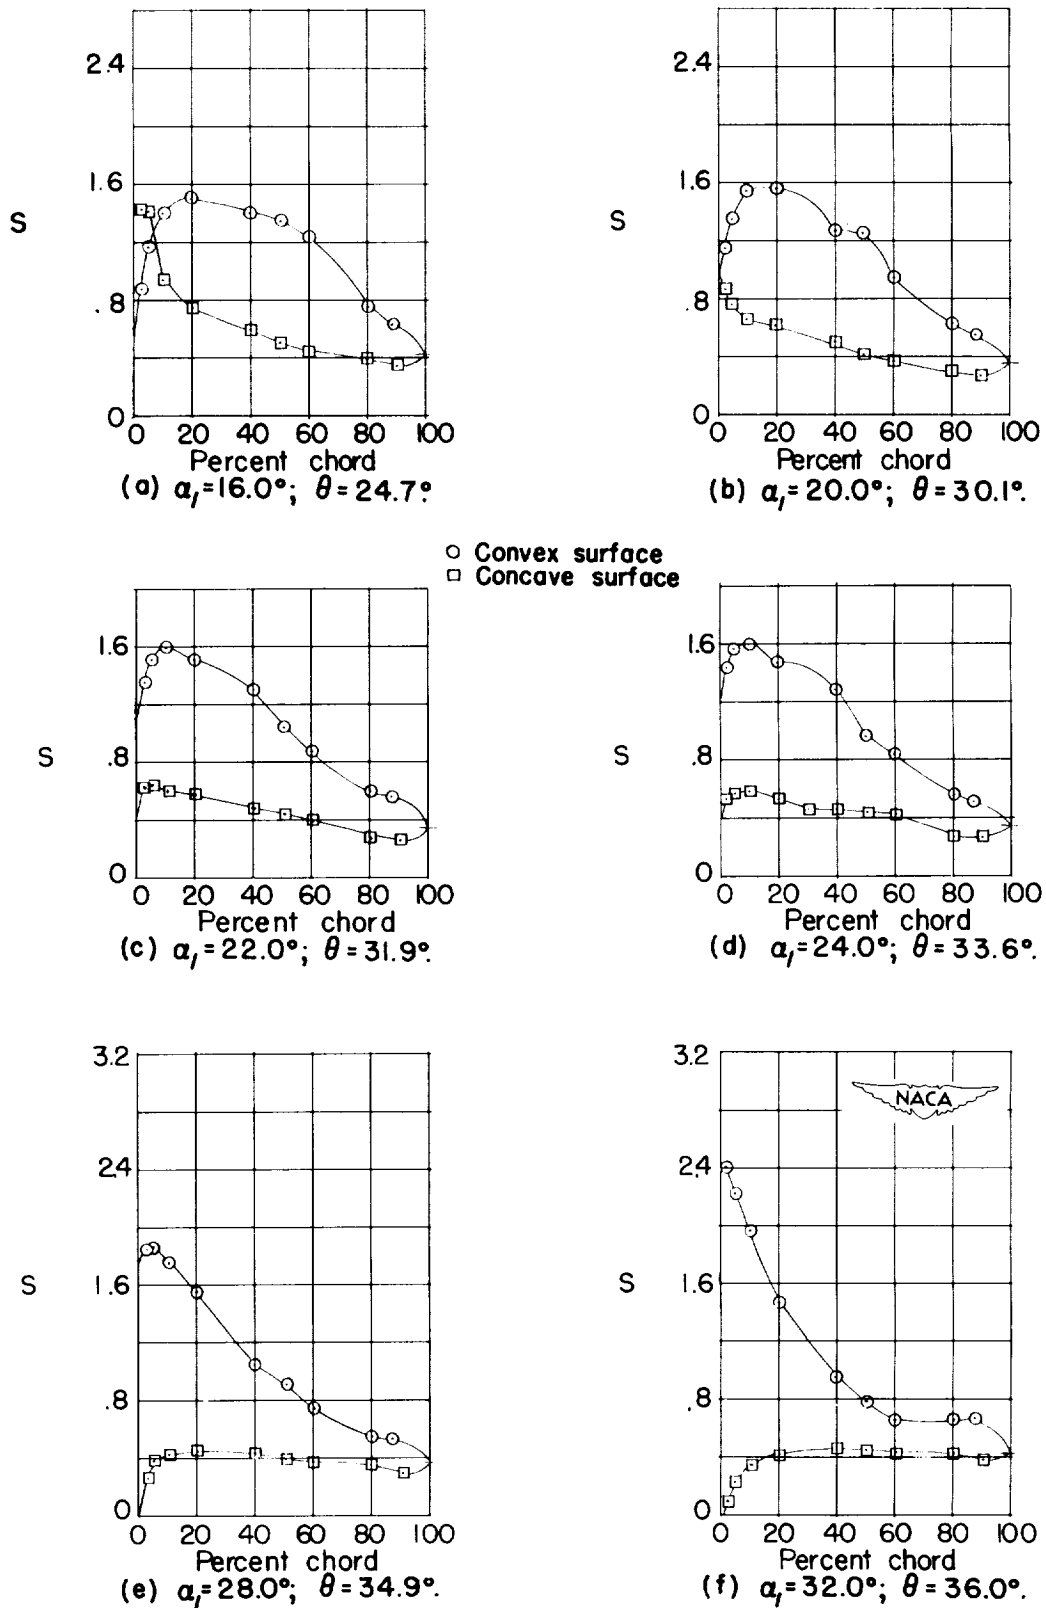 2.4
1.6
S
.8
0
0 20 40 60 80 100
Percent chord
(a) α₁=16.0°; θ=24.7°.
2.4
1.6
S
.8
0
0 20 40 60 80 100
Percent chord
(b) α₁=20.0°; θ=30.1°.
Convex surface
Concave surface
1.6
S
.8
0
0 20 40 60 80 100
Percent chord
(c) α₁=22.0°; θ=31.9°.
1.6
S
.8
0
0 20 40 60 80 100
Percent chord
(d) α₁=24.0°; θ=33.6°.
3.2
24
1.6
S
.8
0
0 20 40 60 80 100
Percent chord
(e) α₁=28.0°; θ=34.9°.
3.2
NACA
2.4
1.6
S
.8
0
0 20 40 60 80 100
Percent chord
(f) α₁=32.0°; θ=36.0°.